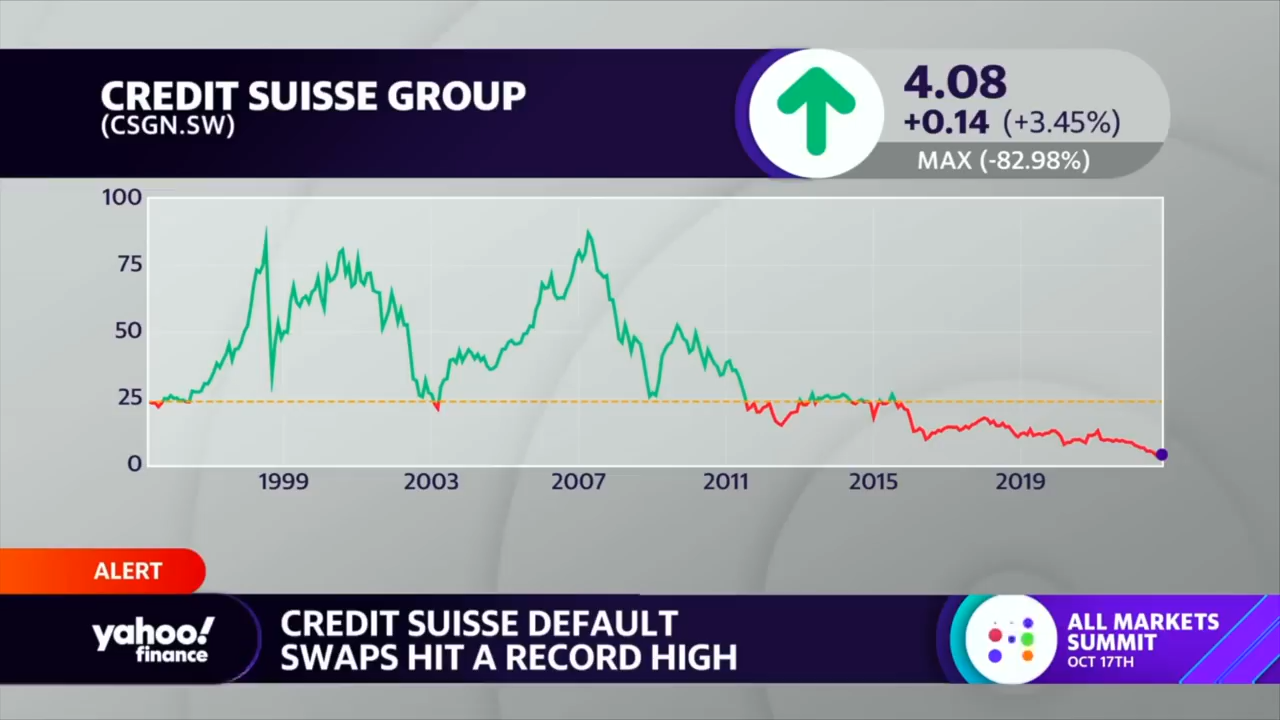 CREDIT SUISSE GROUP
(CSGN.SW)
4.08
+0.14 (+3.45%)
MAX (-82.98%)
100
75
50
25
0
1999 2003 2007 2011 2015 2019
ALERT
yahoo!
finance
CREDIT SUISSE DEFAULT
SWAPS HIT A RECORD HIGH
ALL MARKETS
SUMMIT
OCT 17TH